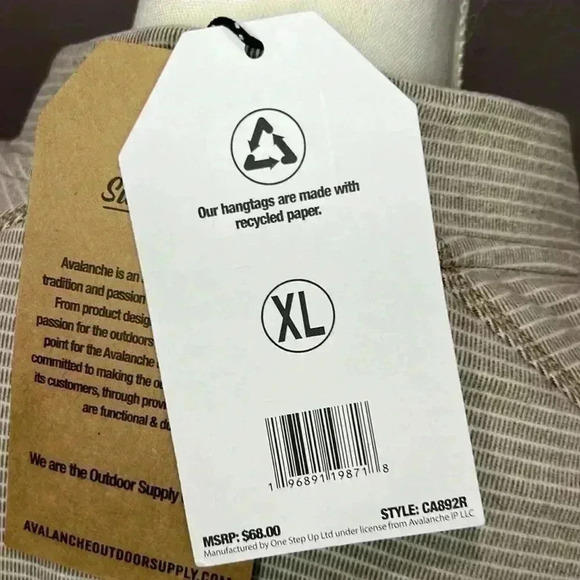 Avalanche is an
tradition and passion
From product desig
passion for the outdoors
point for the Avalanche
committed to making the
its customers, through
are functional &
We are the Outdoor Supply
AVALANCHEOUTDOORSUPPLY.CO
Our hangtags are made with
recycled paper.
XL
1 96891 19871 8
STYLE: CA892R
MSRP: $68.00
Manufactured by One Step Up Ltd under license from Avalanche IP LLC